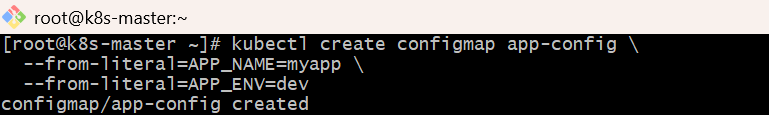 root@k8s-master:~
[root@k8s-master ~]# kubectl create configmap app-config \
  --from-literal=APP_NAME=myapp \
  --from-literal=APP_ENV=dev
configmap/app-config created